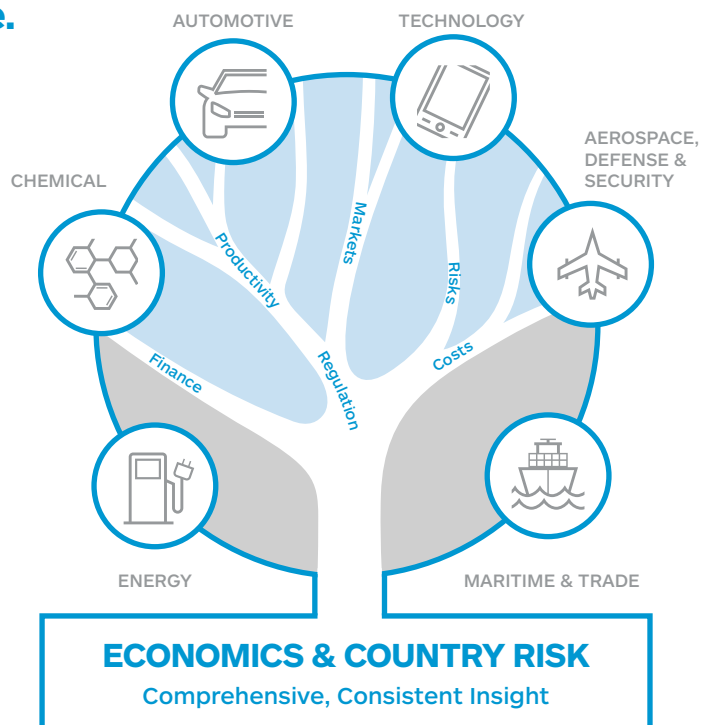 e.
AUTOMOTIVE
TECHNOLOGY
AEROSPACE,
DEFENSE &
SECURITY
CHEMICAL
Markets
Productivity
Risks
Regulation
Costs
Finance
ENERGY
MARITIME & TRADE
ECONOMICS & COUNTRY RISK
Comprehensive, Consistent Insight